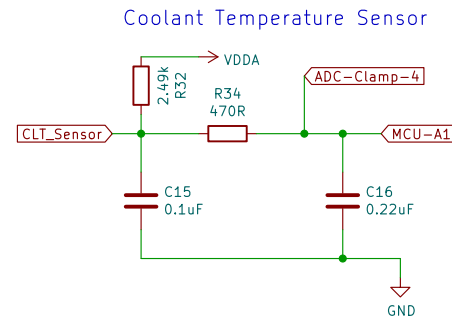 Coolant Temperature Sensor
VDDA
2.49k
R32
ADC-Clamp-4
R34
470R
CLT_Sensor
MCU-A1
C15
0.1uF
C16
0.22uF
GND